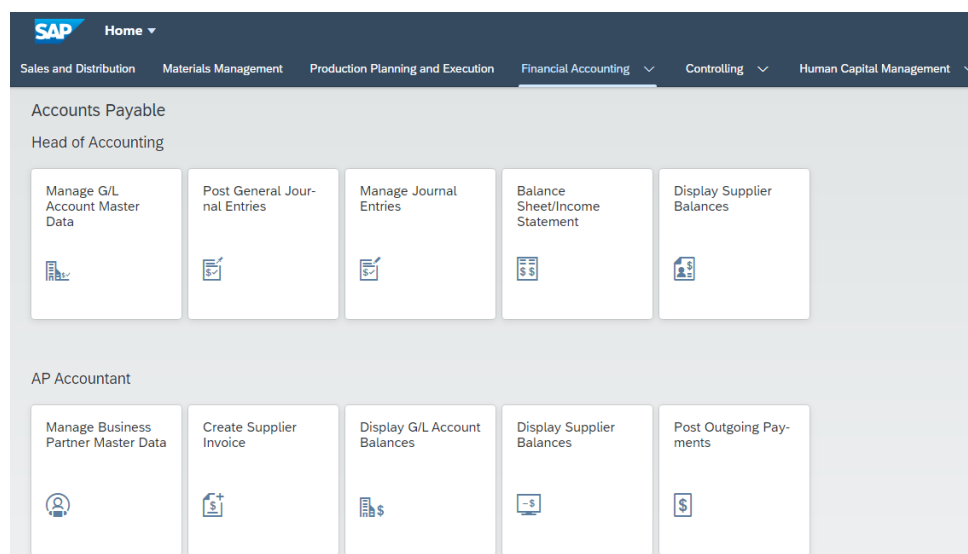 SAP Home
Sales and Distribution Materials Management Production Planning and Execution Financial Accounting Controlling Human Capital Management
Accounts Payable
Head of Accounting
Manage G/L
Account Master
Data
Post General Jour-
nal Entries
Manage Journal
Entries
Balance
Sheet/Income
Statement
Display Supplier
Balances
AP Accountant
Manage Business
Partner Master Data
Create Supplier
Invoice
Display G/L Account
Balances
Display Supplier
Balances
Post Outgoing Pay-
ments